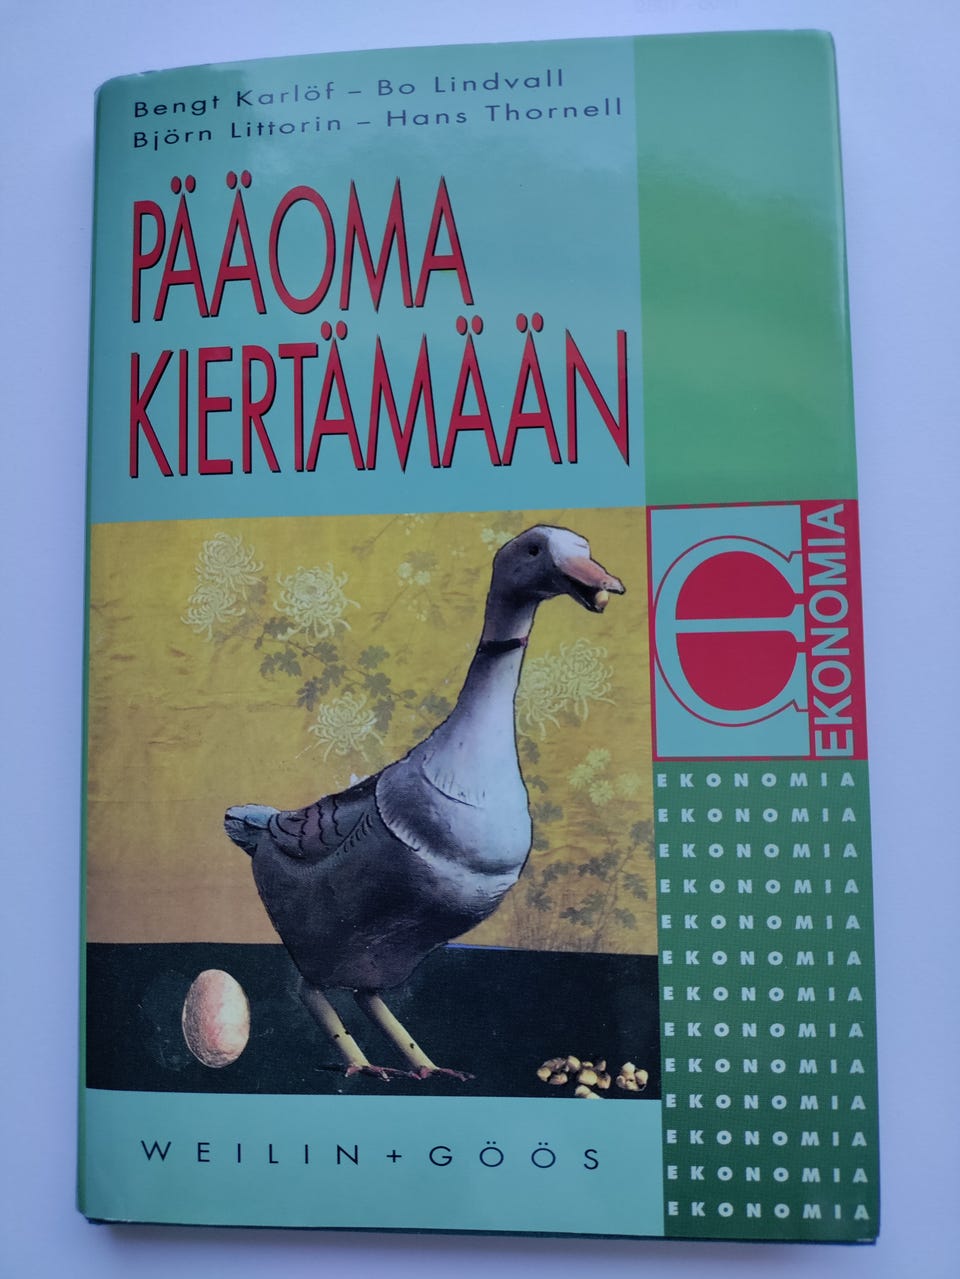 Bengt Karlöf – Bo Lindvall
Björn Littorin – Hans Thornell
PÄÄOMA
KIERTÄMÄÄN
EKONOMIA
EKONOMIA
EKONOMIA
EKONOMIA
EKONOMIA
EKONOMIA
EKONOMIA
EKONOMIA
EKONOMIA
EKONOMIA
EKONOMIA
EKONOMIA
EKONOMIA
EKONOMIA
WEILIN+GÖÖS